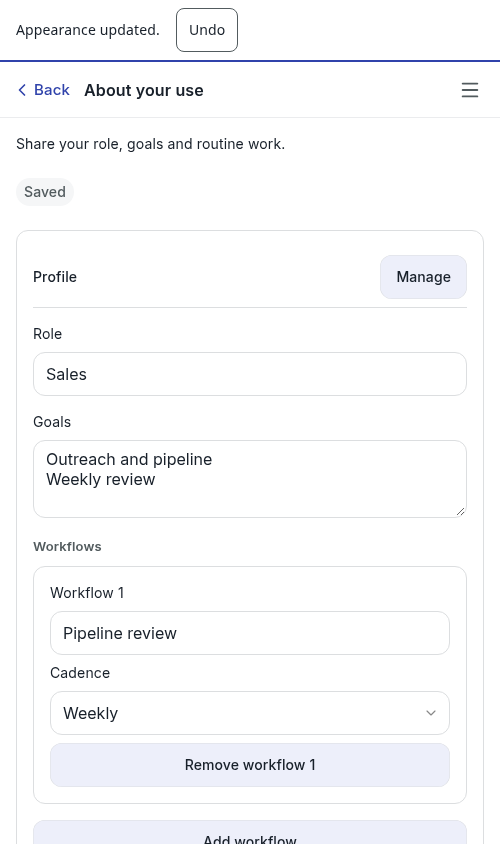 Appearance updated.
Undo
Back
About your use
Share your role, goals and routine work.
Saved
Profile
Manage
Role
Sales
Goals
Outreach and pipeline
Weekly review
Workflows
Workflow 1
Pipeline review
Cadence
Weekly
Remove workflow 1
Add workflow